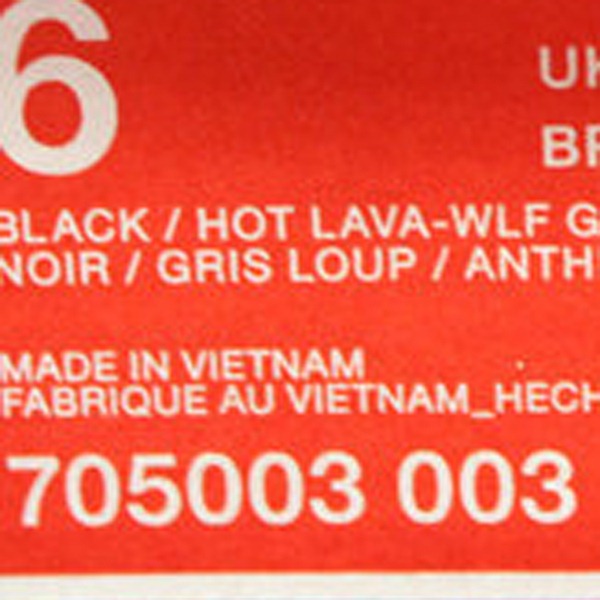 6
UK
BR
BLACK / HOT LAVA-WLF G
NOIR / GRIS LOUP / ANTH
MADE IN VIETNAM
FABRIQUE AU VIETNAM_HECH
705003 003